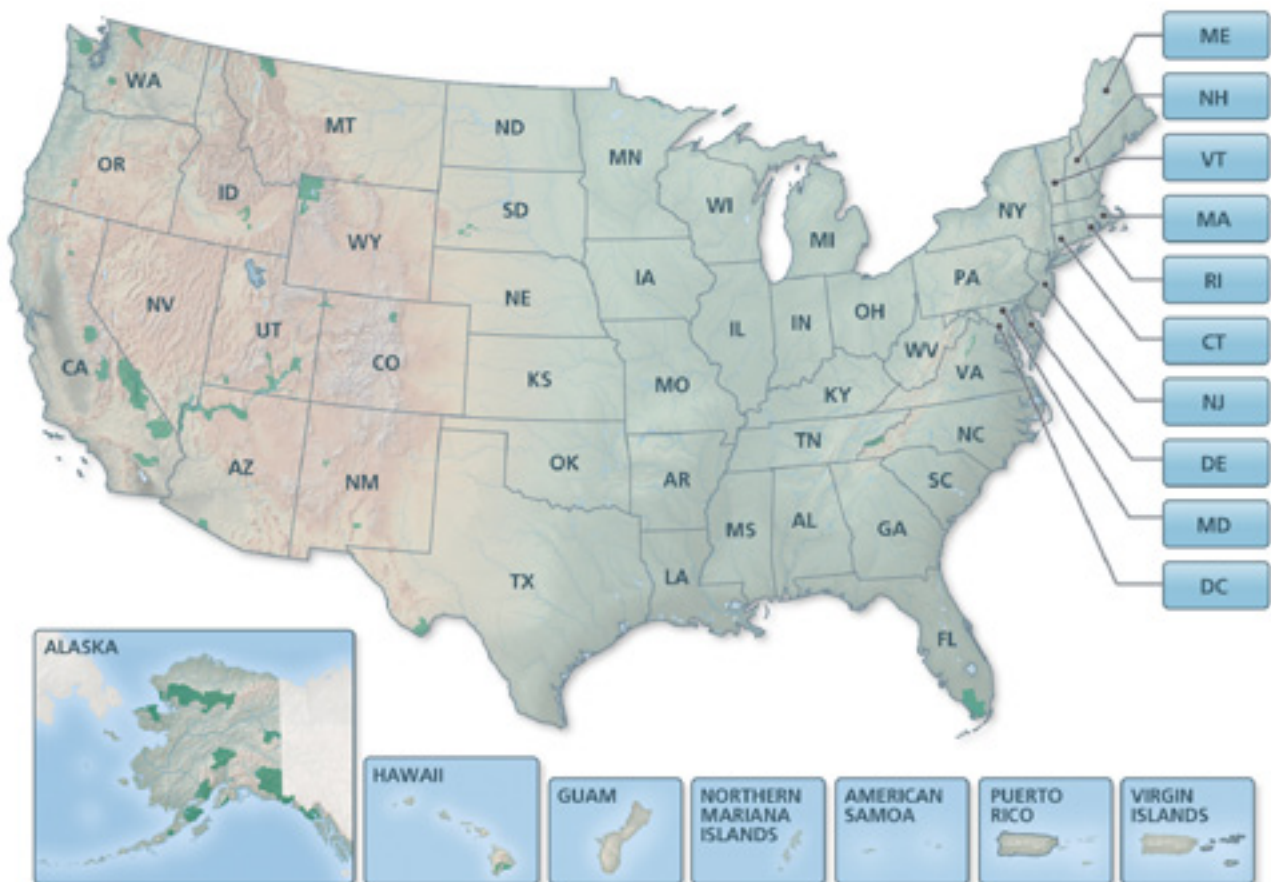 ME
NH
VT
MA
RI
CT
NJ
DE
MD
DC
WA
MT
ND
MN
OR
ID
SD
WI
NY
MI
WY
IA
PA
NE
NV
UT
IL
IN
OH
CA
CO
WV
VA
KS
MO
KY
TN
NC
AZ
NM
OK
AR
SC
MS
AL
GA
TX
LA
FL
ALASKA
HAWAII
GUAM
NORTHERN
MARIANA
ISLANDS
AMERICAN
SAMOA
PUERTO
RICO
VIRGIN
ISLANDS